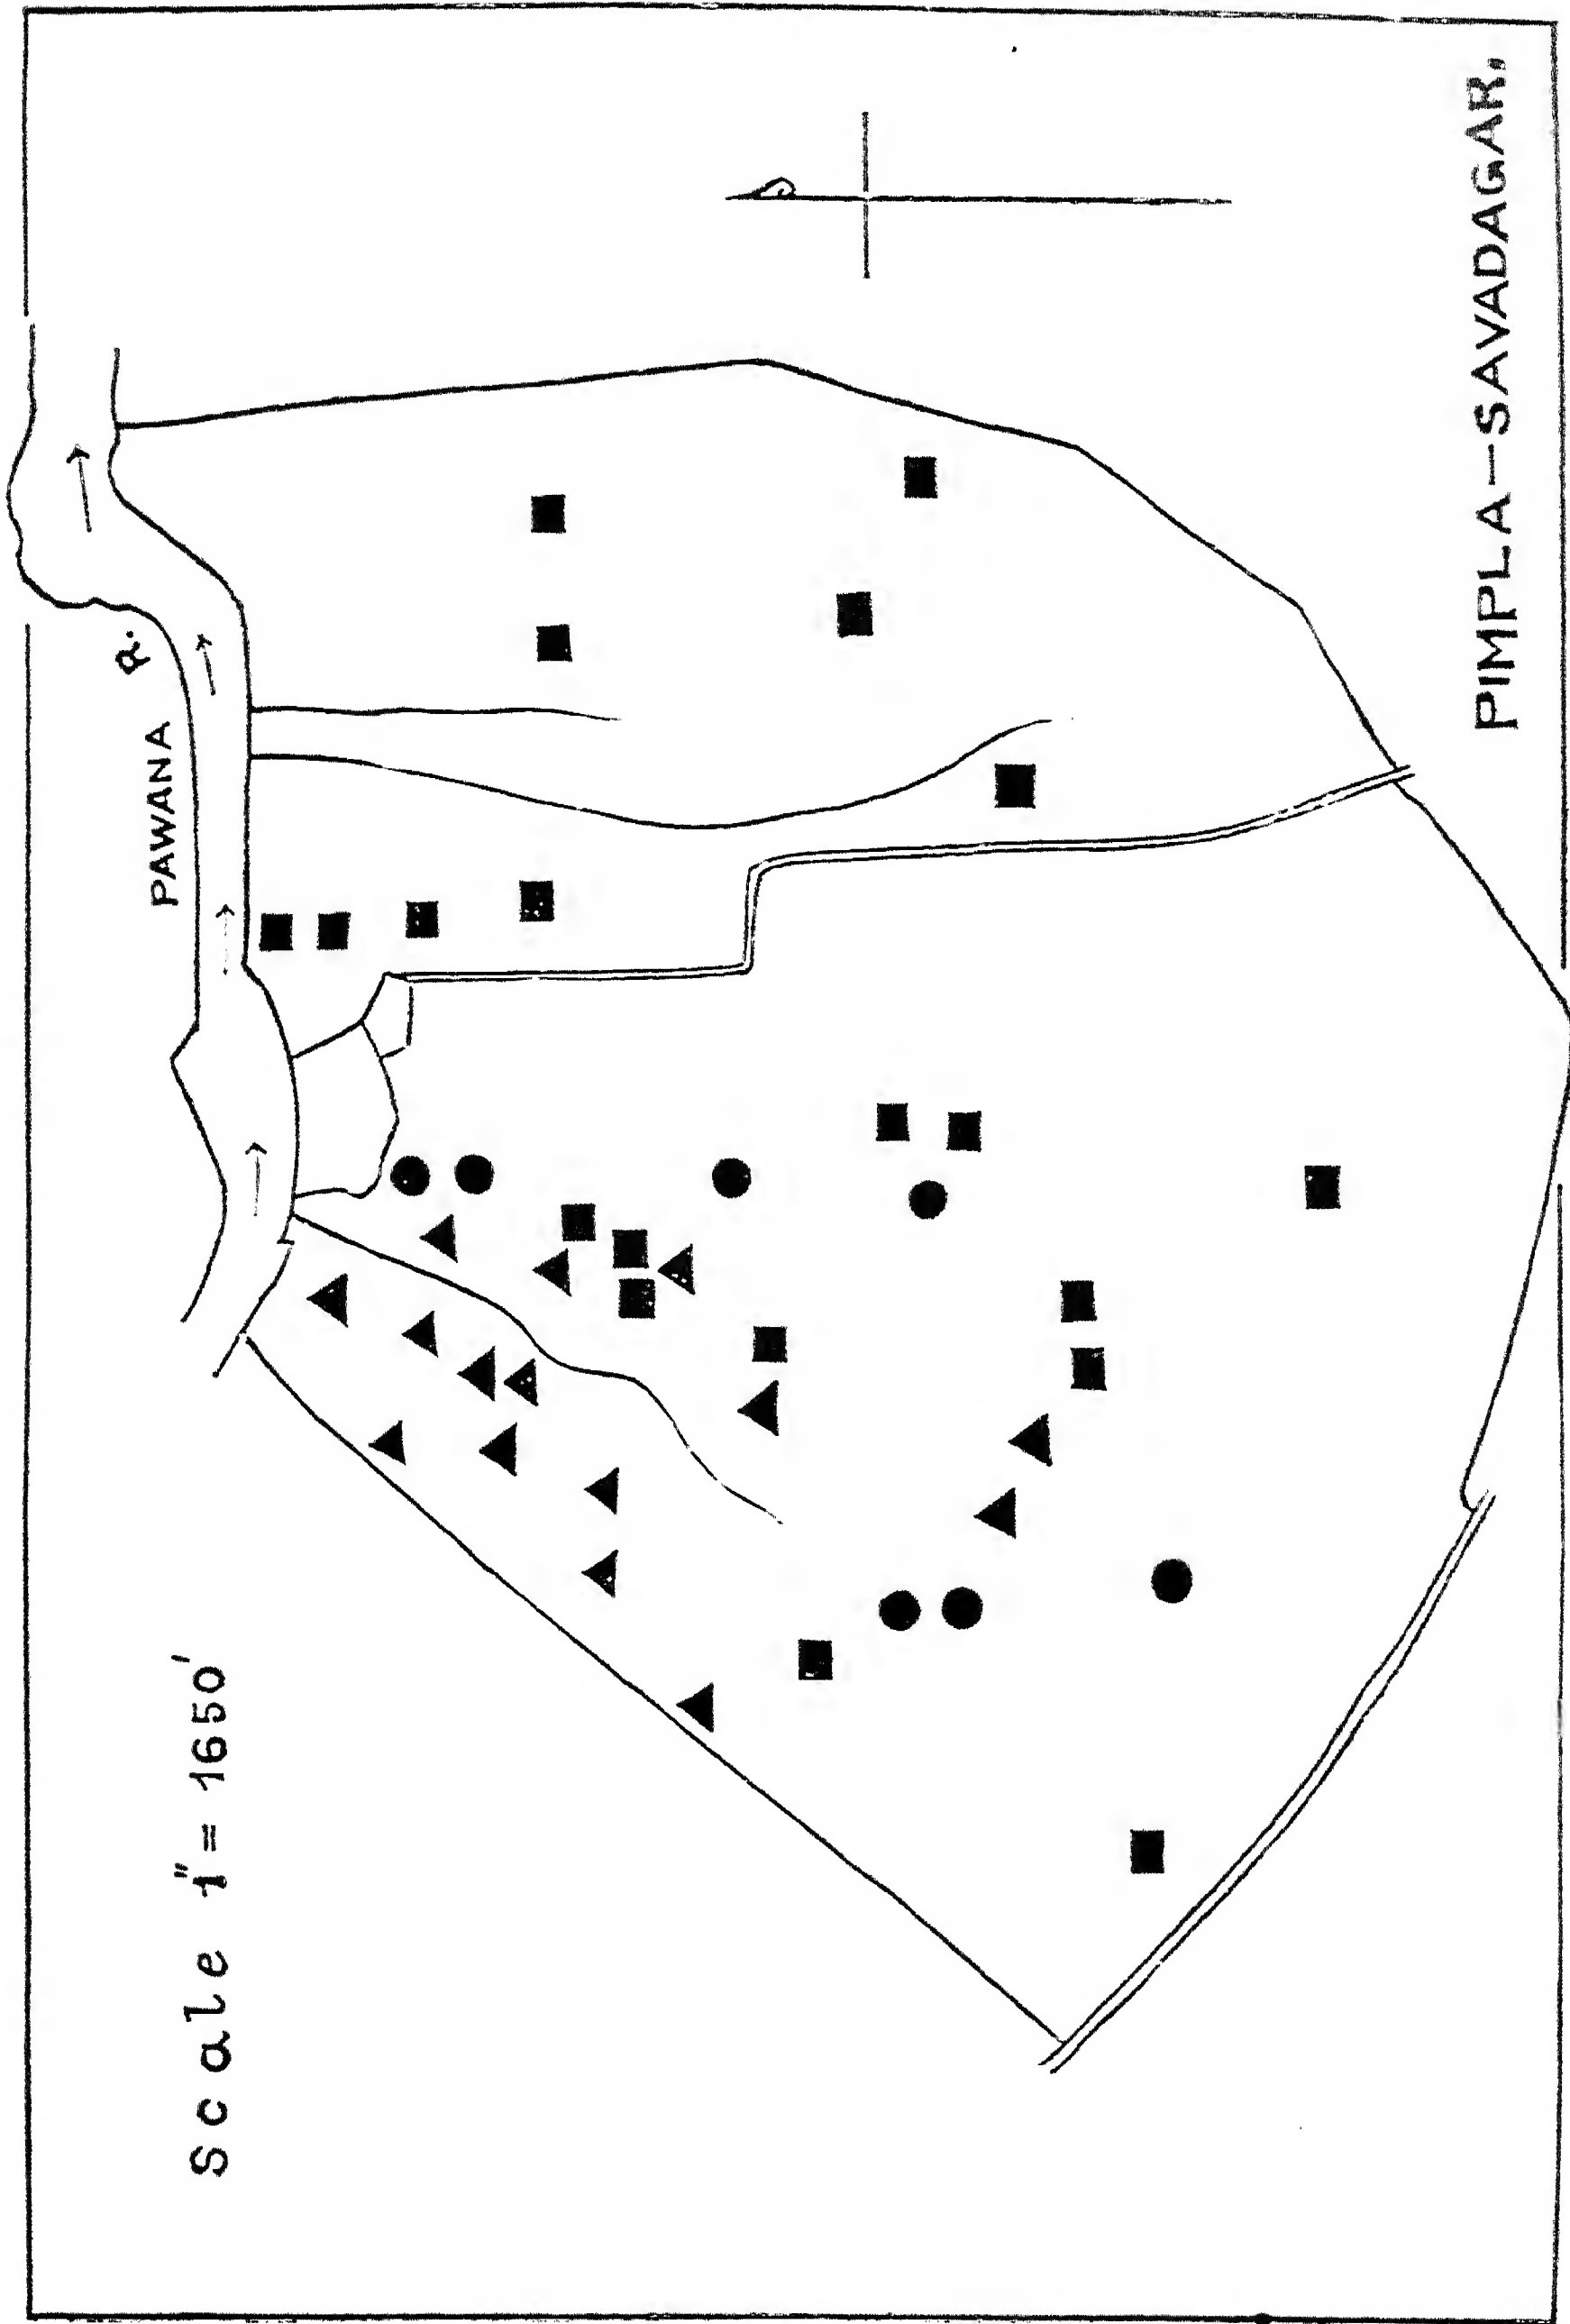 PAWANA R.
Scale 1"= 1650'
PIMPLA—SAVADAGAR.